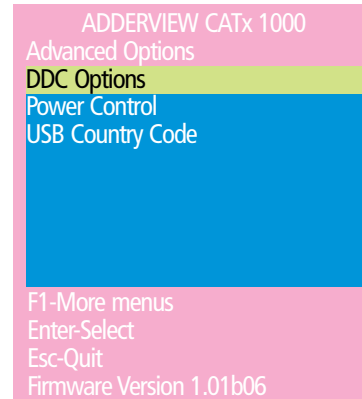 ADDERVIEW CATx 1000
Advanced Options
DDC Options
Power Control
USB Country Code
F1-More menus
Enter-Select
Esc-Quit
Firmware Version 1.01b06